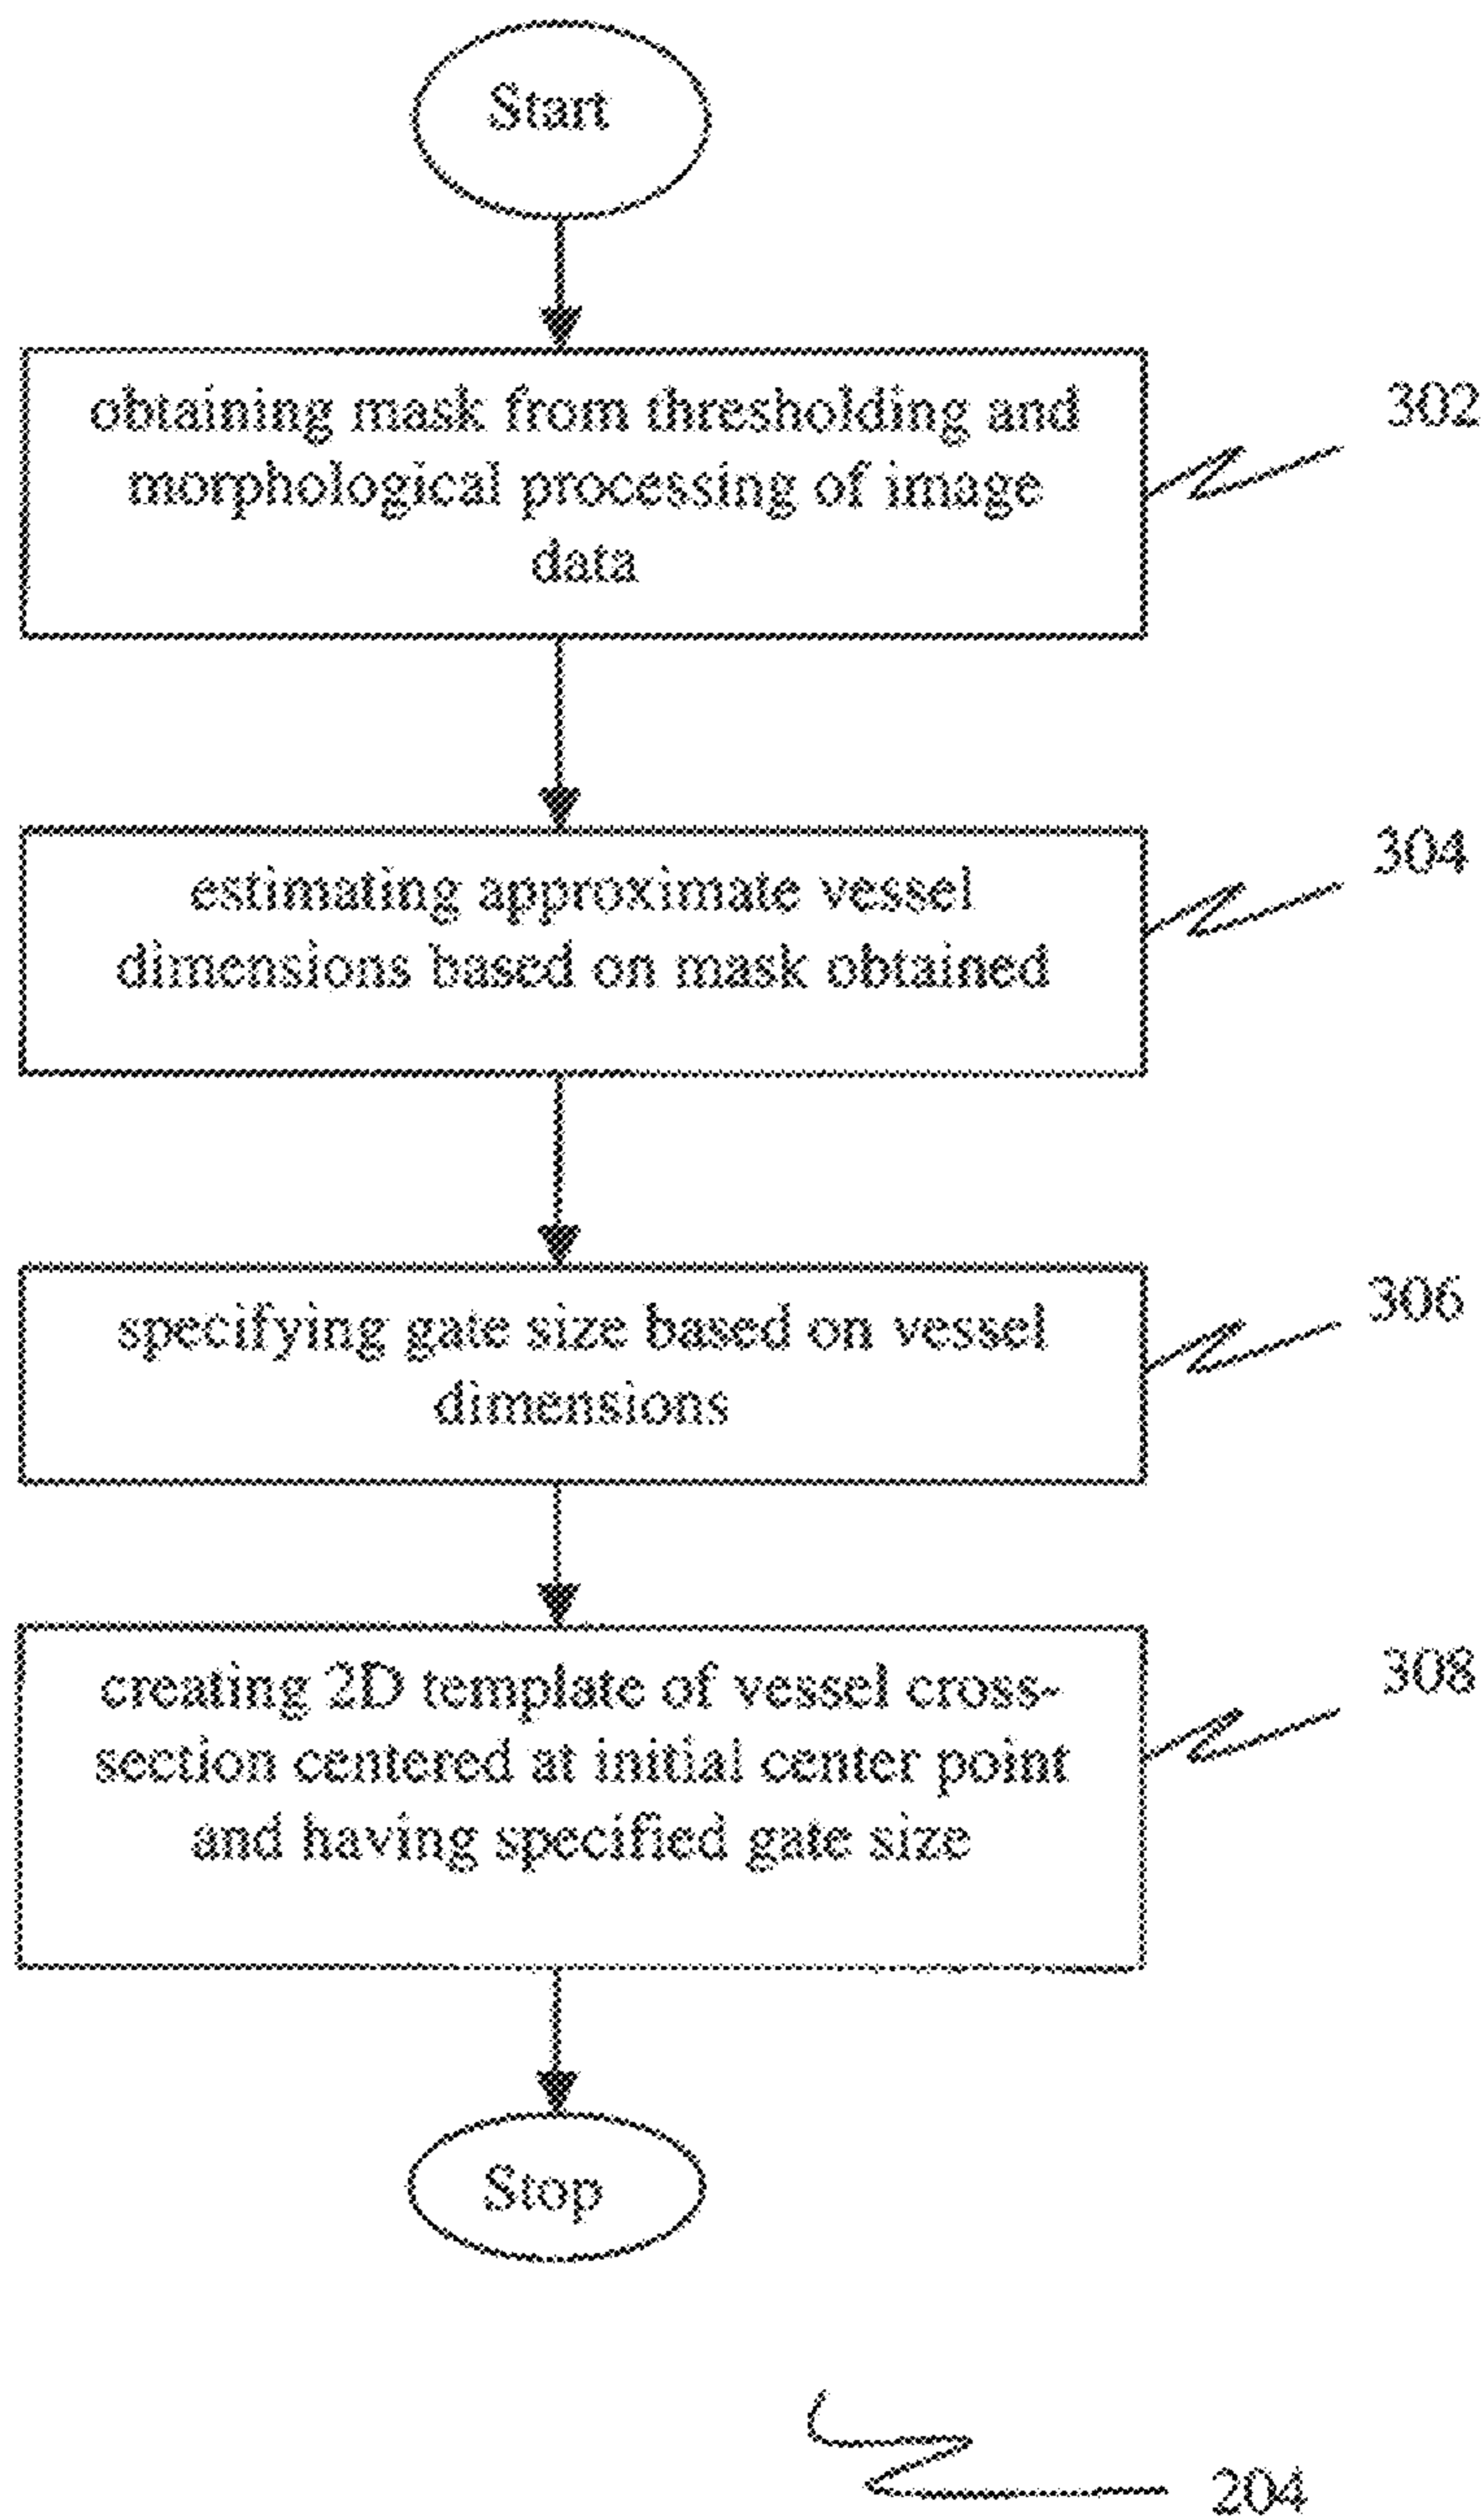 Start
obtaining mask from thresholding and
morphological processing of image
data
302
estimating approximate vessel
dimensions based on mask obtained
304
specifying gate size based on vessel
dimensions
306
creating 2D template of vessel cross-
section centered at initial center point
and having specified gate size
308
Stop
204